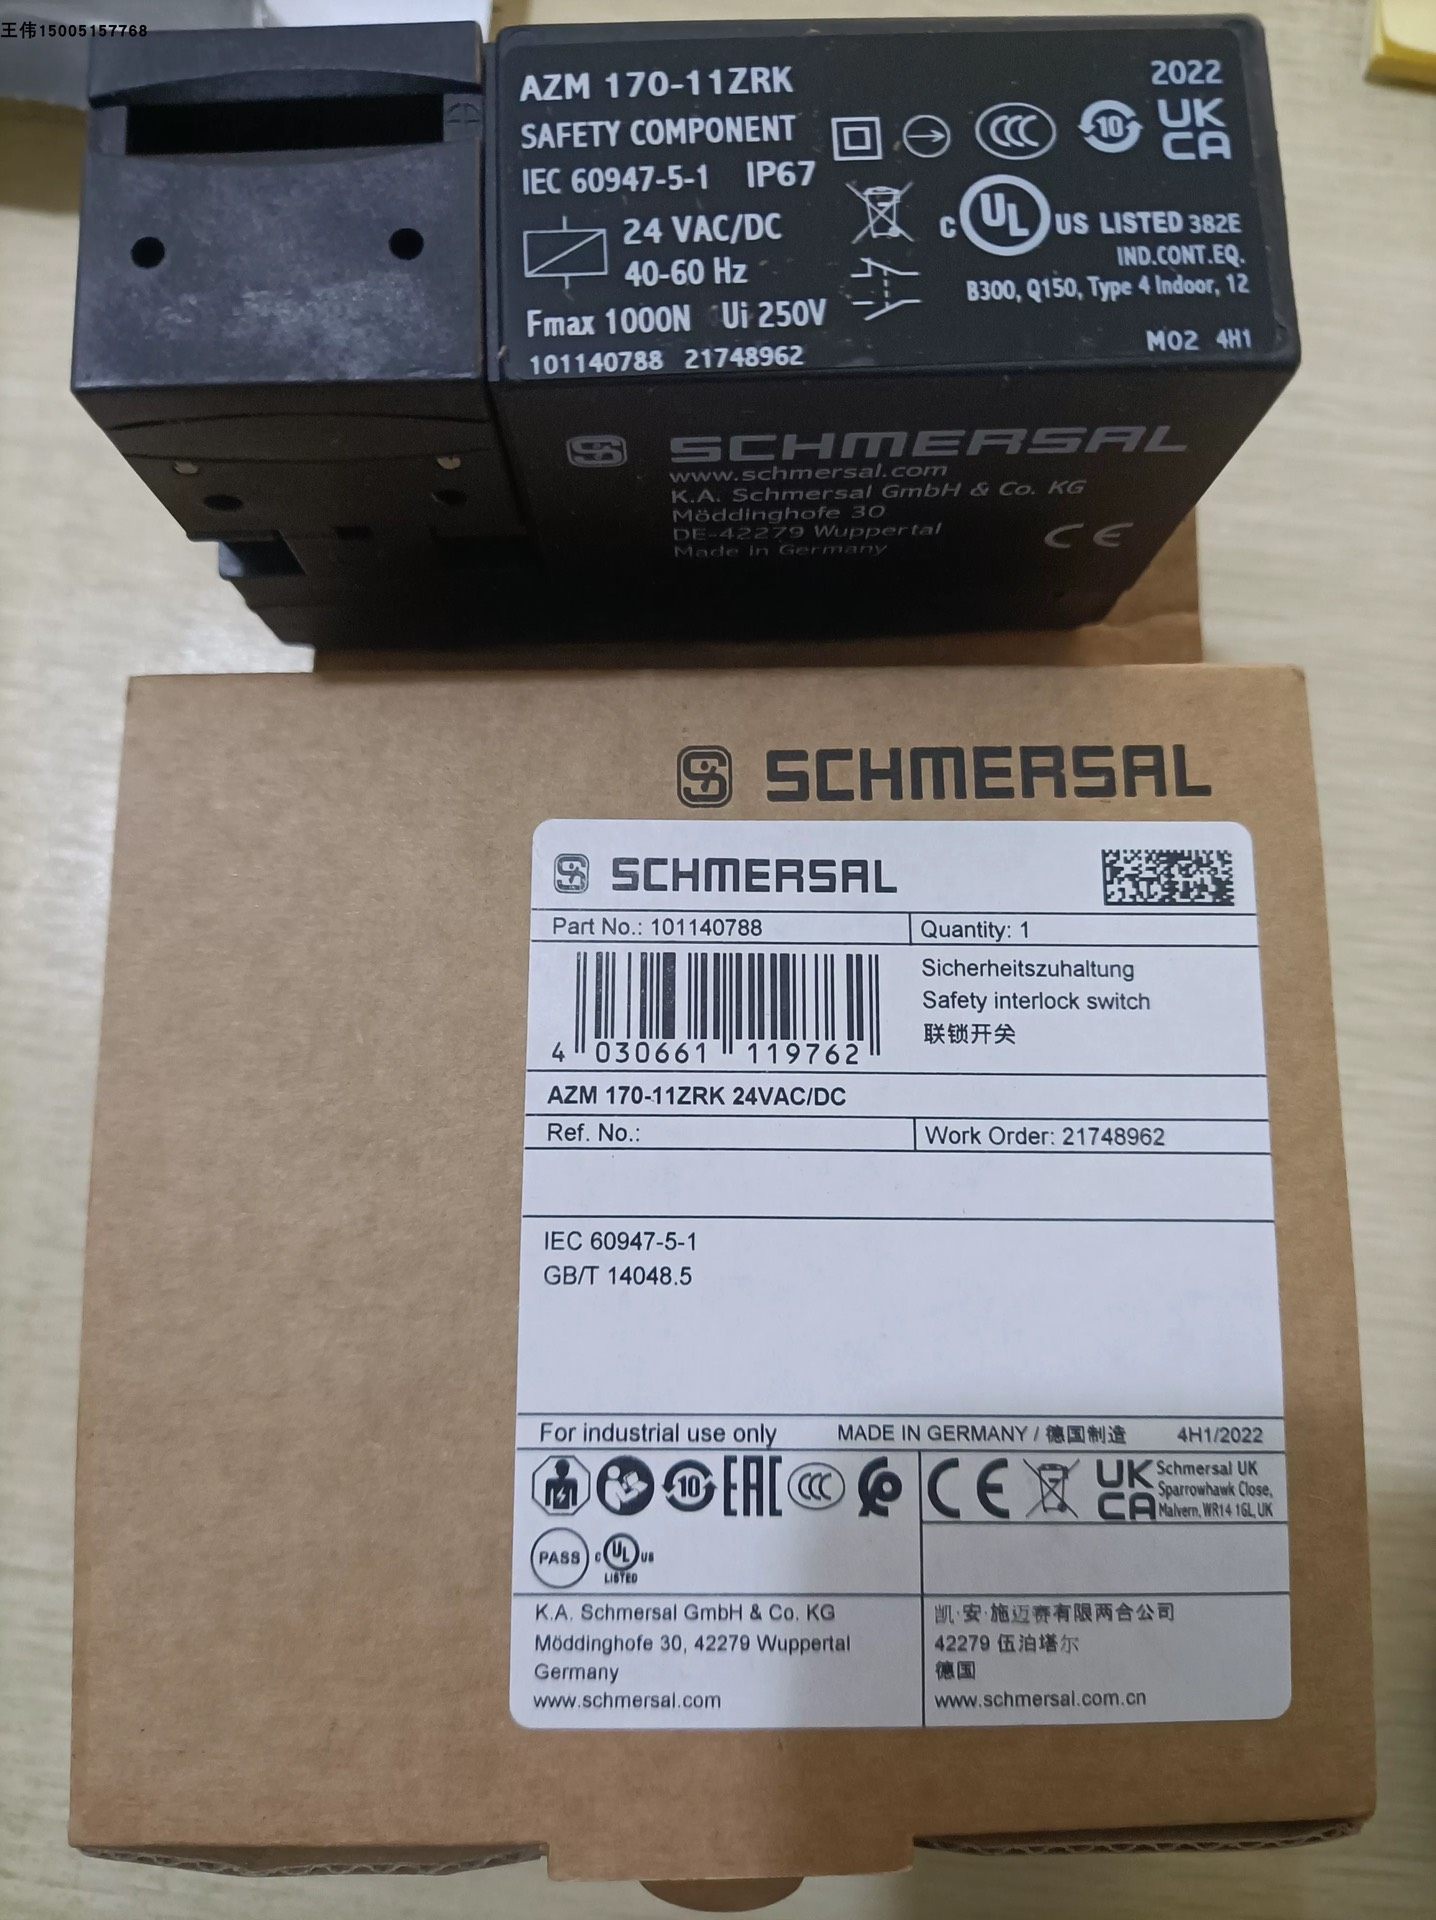 王伟15005157768
AZM 170-11ZRK
2022
SAFETY COMPONENT
CCC
10
UK
CA
IEC 60947-5-1 IP67
24 VAC/DC
40-60 Hz
C UL US LISTED 382E
IND.CONT.EQ.
B300, Q150, Type 4 Indoor, 12
Fmax 1000N Ui 250V
101140788 21748962
M02 4H1
SCHMERSAL
www.schmersal.com
K.A. Schmersal GmbH & Co. KG
Möddinghofe 30
DE-42279 Wuppertal
Made in Germany
CE
SCHMERSAL
SCHMERSAL
Part No.: 101140788
Quantity: 1
Sicherheitszuhaltung
Safety interlock switch
联锁开关
4 030661 119762
AZM 170-11ZRK 24VAC/DC
Ref. No.:
Work Order: 21748962
IEC 60947-5-1
GB/T 14048.5
For industrial use only
MADE IN GERMANY / 德国制造
4H1/2022
10
EAC
CCC
CE
UK
CA
Schmersal UK
Sparrowhawk Close,
Malvern, WR14 1GL, UK
PASS
C UL US
LISTED
K.A. Schmersal GmbH & Co. KG
Möddinghofe 30, 42279 Wuppertal
Germany
www.schmersal.com
凯·安·施迈赛有限两合公司
42279 伍泊塔尔
德国
www.schmersal.com.cn